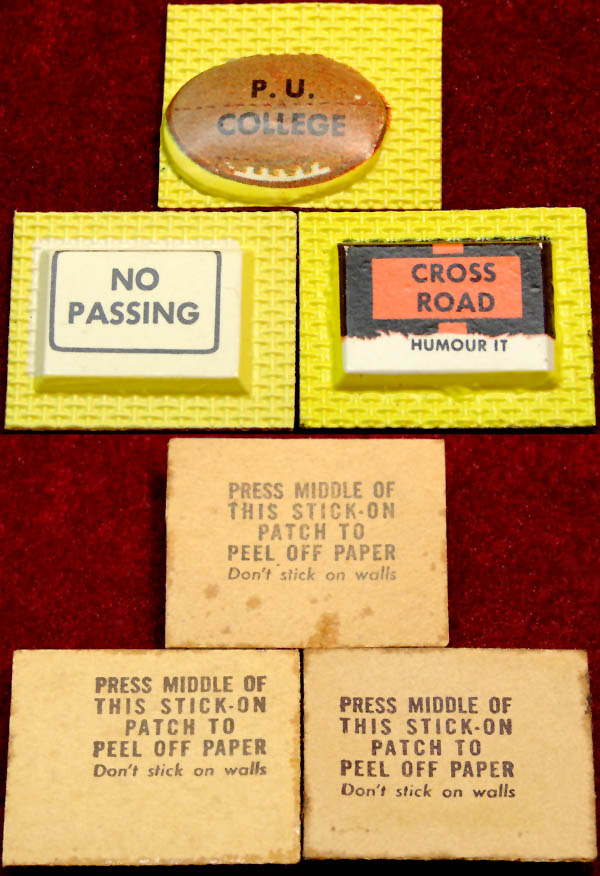 P. U.
COLLEGE
NO
PASSING
CROSS
ROAD
HUMOUR IT
PRESS MIDDLE OF
THIS STICK-ON
PATCH TO
PEEL OFF PAPER
Don't stick on walls
PRESS MIDDLE OF
THIS STICK-ON
PATCH TO
PEEL OFF PAPER
Don't stick on walls
PRESS MIDDLE OF
THIS STICK-ON
PATCH TO
PEEL OFF PAPER
Don't stick on walls